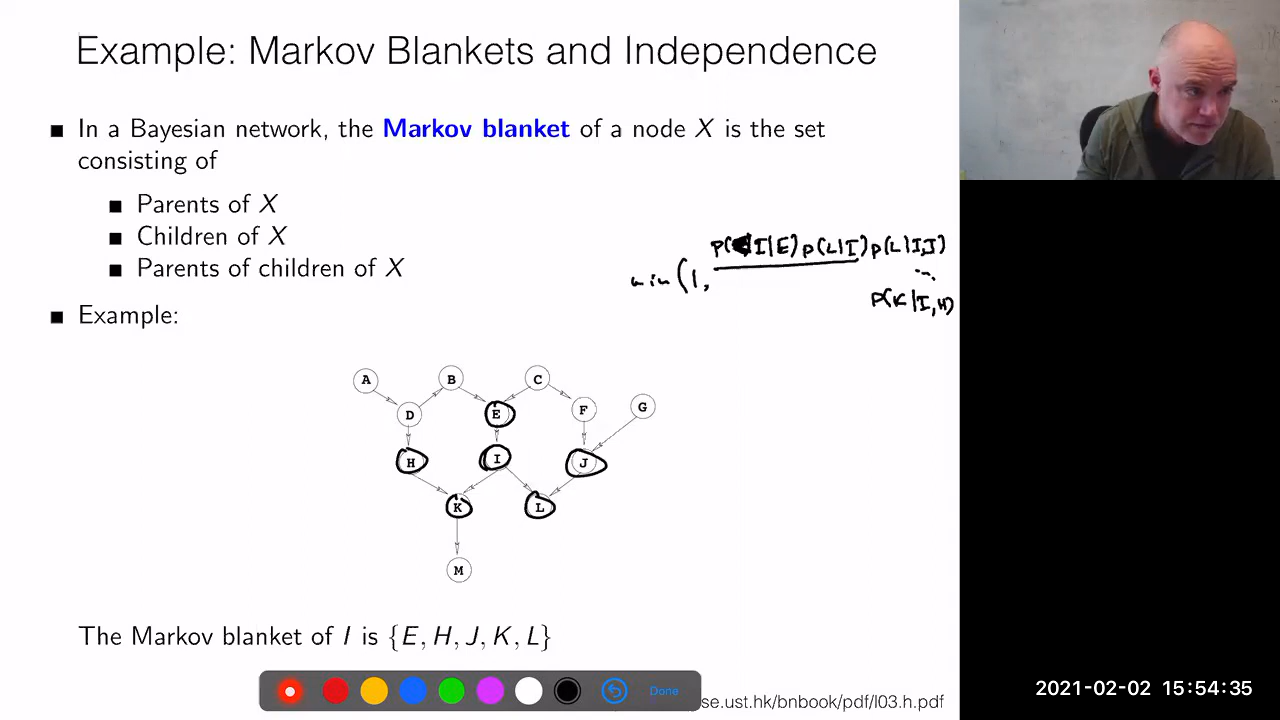 Example: Markov Blankets and Independence
In a Bayesian network, the Markov blanket of a node X is the set
consisting of
Parents of X
Children of X
Parents of children of X
p(I|E)p(L|I)p(L|I,J)
min(1,
...
p(K|I,H)
Example:
A
B
C
D
E
F
G
H
I
J
K
L
M
The Markov blanket of I is {E, H, J, K, L}
Done
se.ust.hk/bnbook/pdf/l03.h.pdf
2021-02-02 15:54:35